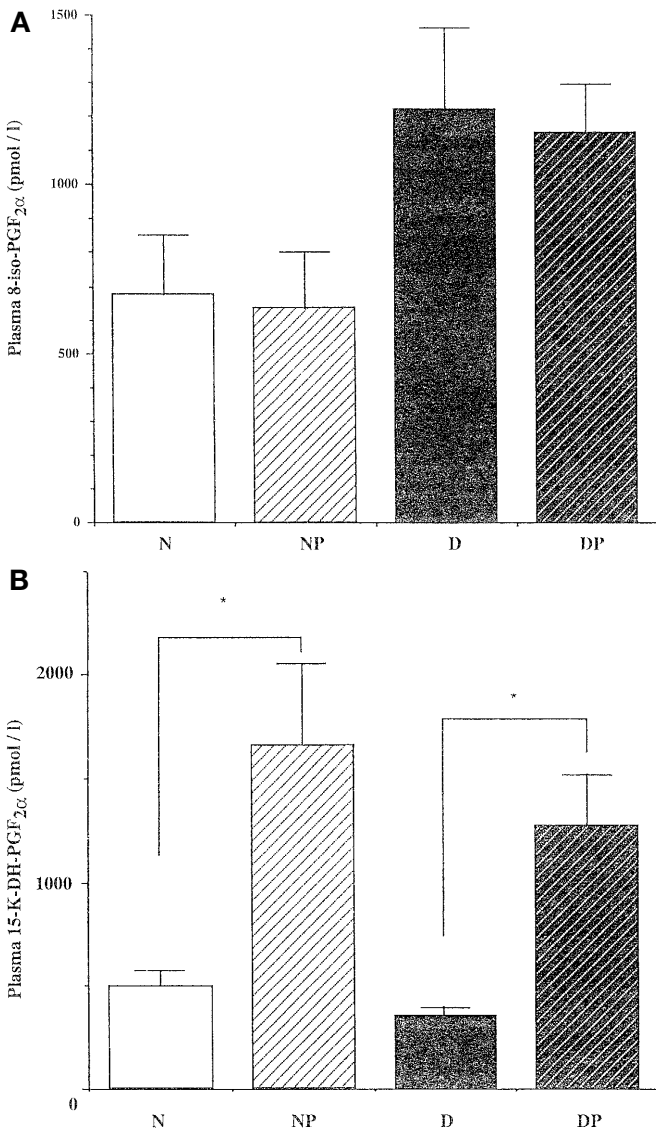 A
1500
1000
500
0
Plasma 8-iso-PGF2α (pmol / l)
N NP D DP
B
2000
1000
0
Plasma 15-K-DH-PGF2α (pmol / l)
*
*
N NP D DP